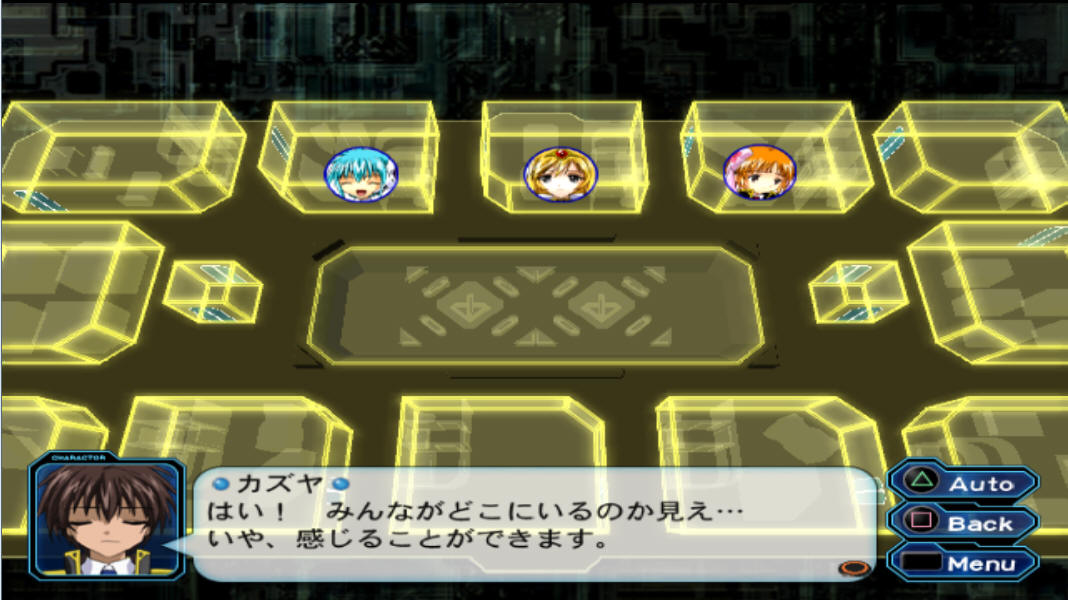 CHARACTOR
カズヤ
はい！　みんながどこにいるのか見え…
いや、感じることができます。
Auto
Back
Menu